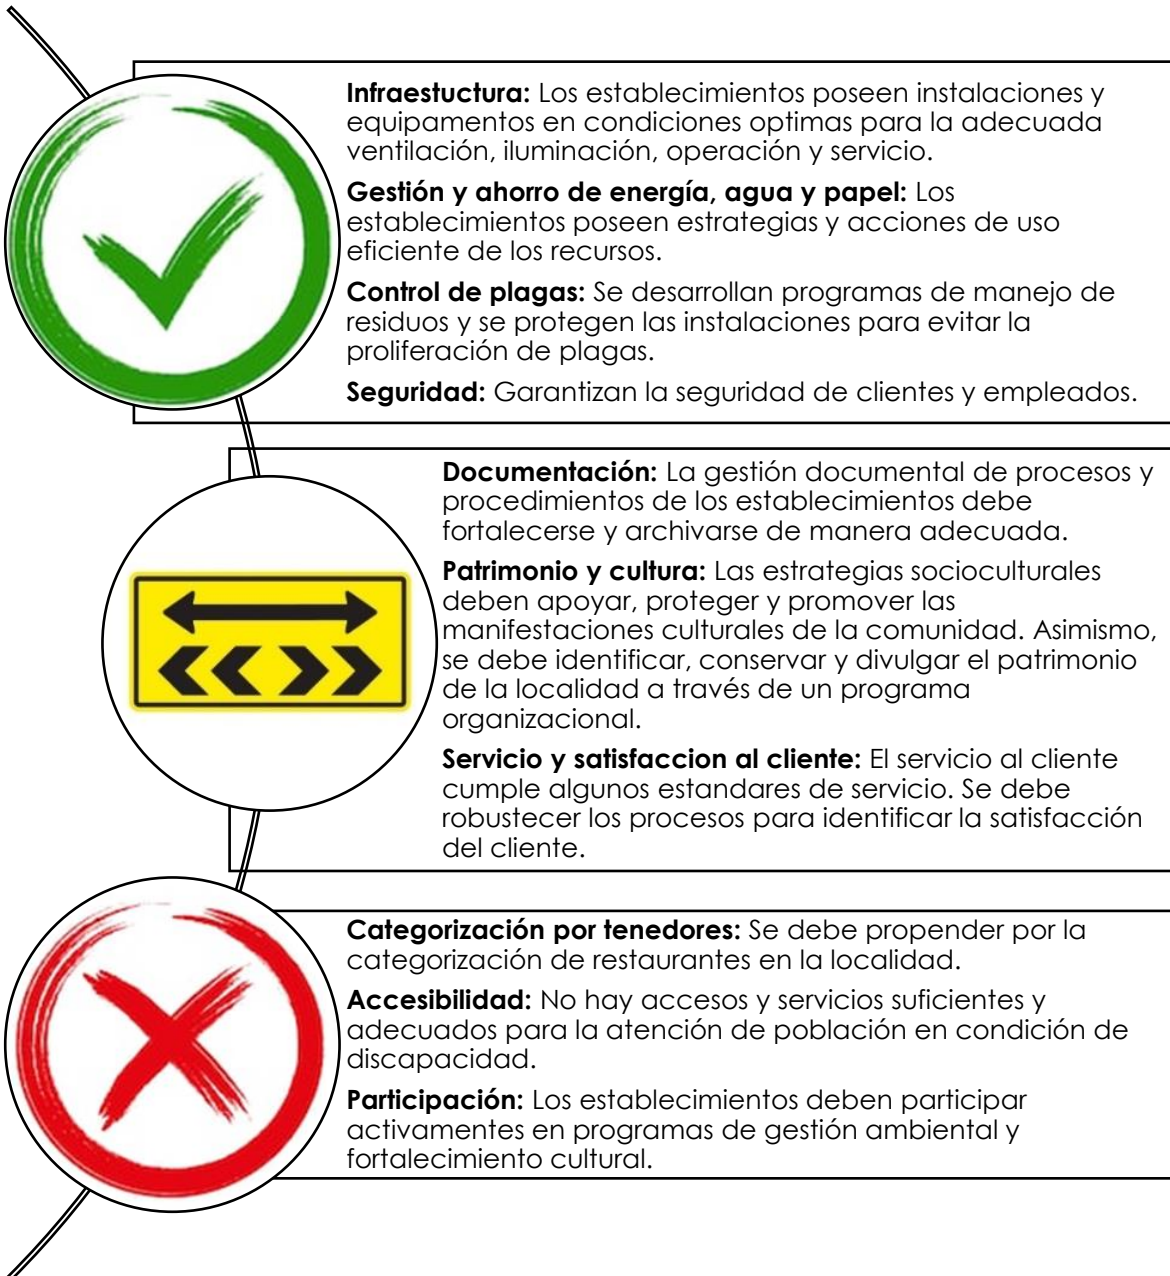 Infraestuctura: Los establecimientos poseen instalaciones y
equipamentos en condiciones optimas para la adecuada
ventilación, iluminación, operación y servicio.
Gestión y ahorro de energía, agua y papel: Los
establecimientos poseen estrategias y acciones de uso
eficiente de los recursos.
Control de plagas: Se desarrollan programas de manejo de
residuos y se protegen las instalaciones para evitar la
proliferación de plagas.
Seguridad: Garantizan la seguridad de clientes y empleados.
Documentación: La gestión documental de procesos y
procedimientos de los establecimientos debe
fortalecerse y archivarse de manera adecuada.
Patrimonio y cultura: Las estrategias socioculturales
deben apoyar, proteger y promover las
manifestaciones culturales de la comunidad. Asimismo,
se debe identificar, conservar y divulgar el patrimonio
de la localidad a través de un programa
organizacional.
Servicio y satisfaccion al cliente: El servicio al cliente
cumple algunos estandares de servicio. Se debe
robustecer los procesos para identificar la satisfacción
del cliente.
Categorización por tenedores: Se debe propender por la
categorización de restaurantes en la localidad.
Accesibilidad: No hay accesos y servicios suficientes y
adecuados para la atención de población en condición de
discapacidad.
Participación: Los establecimientos deben participar
activamentes en programas de gestión ambiental y
fortalecimiento cultural.